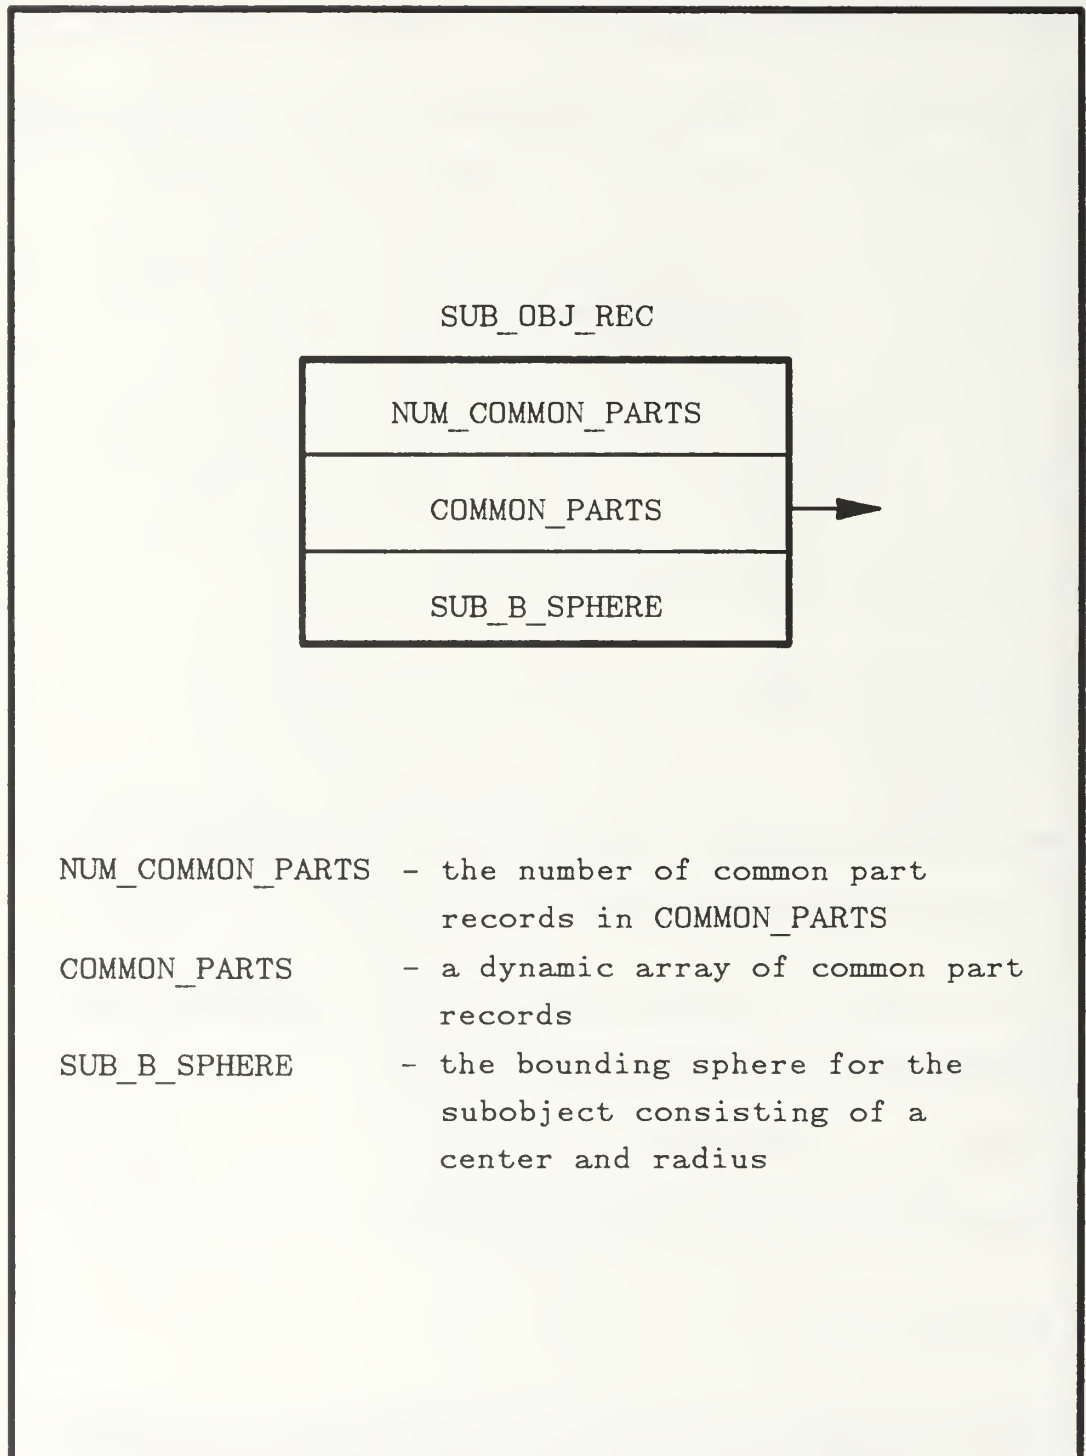 SUB_OBJ_REC
NUM_COMMON_PARTS
COMMON_PARTS
SUB_B_SPHERE
NUM_COMMON_PARTS - the number of common part
records in COMMON_PARTS
COMMON_PARTS - a dynamic array of common part
records
SUB_B_SPHERE - the bounding sphere for the
subobject consisting of a
center and radius